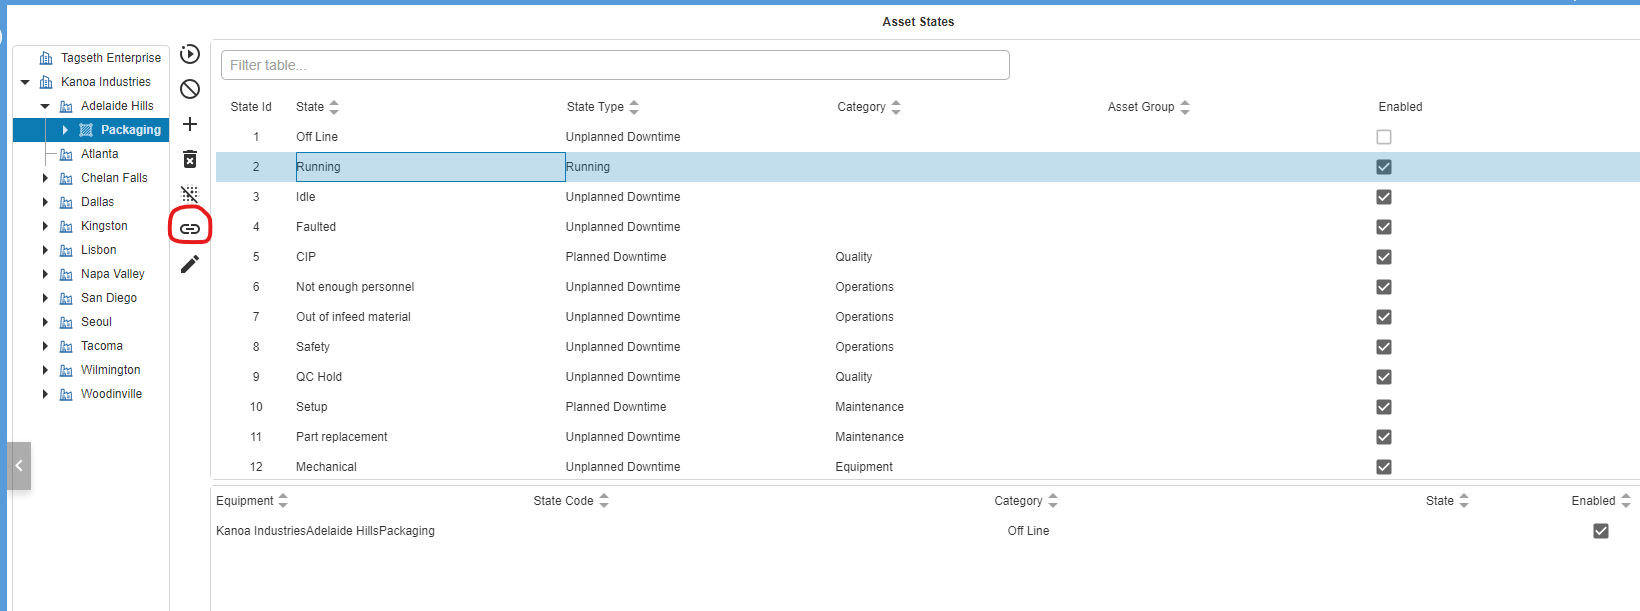 Asset States
Tagseth Enterprise
Kanoa Industries
Adelaide Hills
Packaging
Atlanta
Chelan Falls
Dallas
Kingston
Lisbon
Napa Valley
San Diego
Seoul
Tacoma
Wilmington
Woodinville
Filter table...
State Id State State Type Category Asset Group Enabled
1 Off Line Unplanned Downtime
2 Running Running
3 Idle Unplanned Downtime
4 Faulted Unplanned Downtime
5 CIP Planned Downtime Quality
6 Not enough personnel Unplanned Downtime Operations
7 Out of infeed material Unplanned Downtime Operations
8 Safety Unplanned Downtime Operations
9 QC Hold Unplanned Downtime Quality
10 Setup Planned Downtime Maintenance
11 Part replacement Unplanned Downtime Maintenance
12 Mechanical Unplanned Downtime Equipment
Equipment State Code Category State Enabled
Kanoa IndustriesAdelaide HillsPackaging Off Line